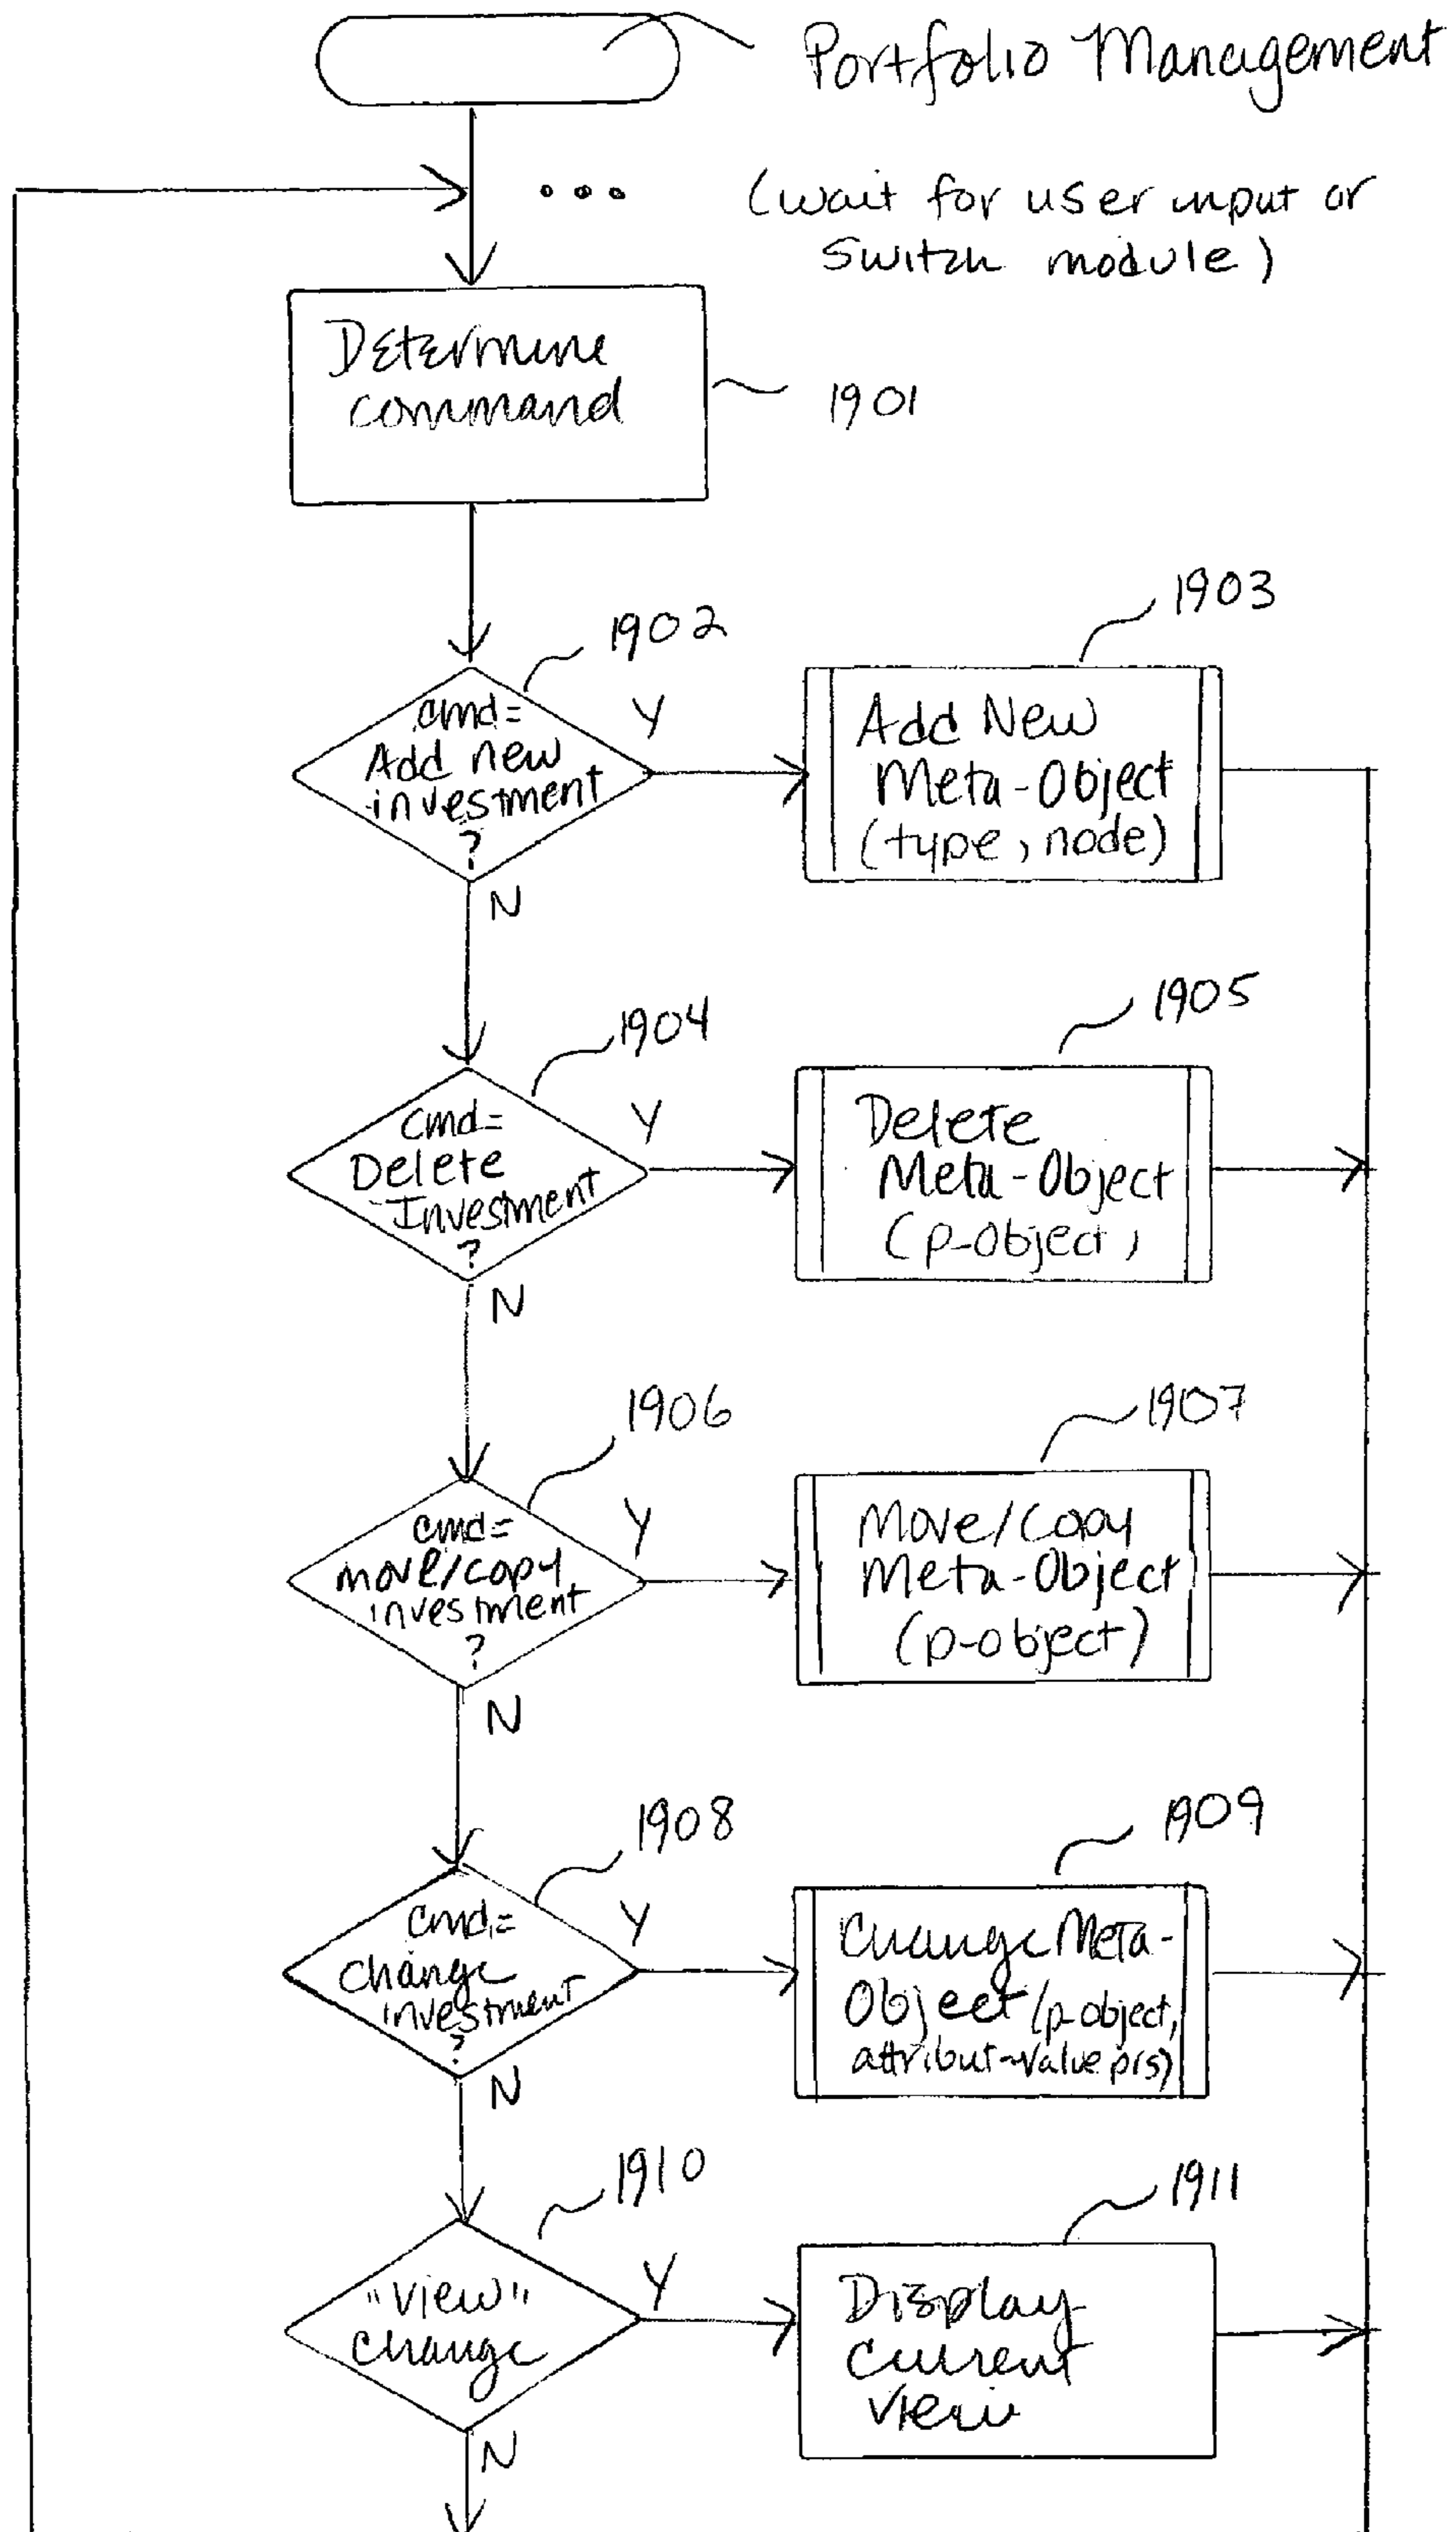 Portfolio Management
(wait for user input or
switch module)
Determine
command
1901
1902
cmd=
Add new
investment
?
Y
N
1903
Add New
Meta-Object
(type, node)
1904
cmd=
Delete
Investment
?
Y
N
1905
Delete
Meta-Object
(p-object,
1906
cmd=
move/copy
investment
?
Y
N
1907
Move/Copy
Meta-Object
(p-object)
1908
cmd=
change
investment
?
Y
N
1909
Change Meta-
Object (p-object,
attribut-value prs)
1910
"view"
change
Y
N
1911
Display
current
view